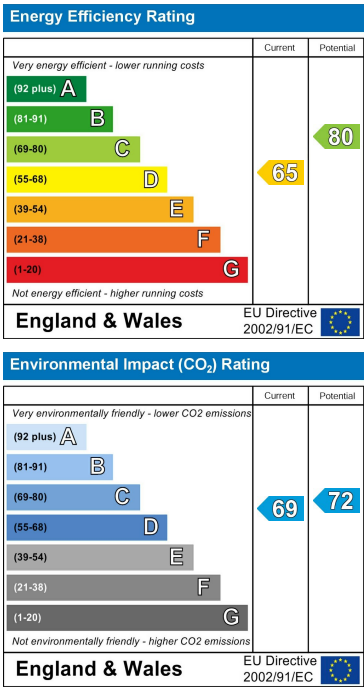 Energy Efficiency Rating
Current Potential
Very energy efficient - lower running costs
(92 plus) A
(81-91) B
(69-80) C
(55-68) D
(39-54) E
(21-38) F
(1-20) G
65
80
Not energy efficient - higher running costs
England & Wales
EU Directive
2002/91/EC
Environmental Impact (CO₂) Rating
Current Potential
Very environmentally friendly - lower CO2 emissions
(92 plus) A
(81-91) B
(69-80) C
(55-68) D
(39-54) E
(21-38) F
(1-20) G
69
72
Not environmentally friendly - higher CO2 emissions
England & Wales
EU Directive
2002/91/EC